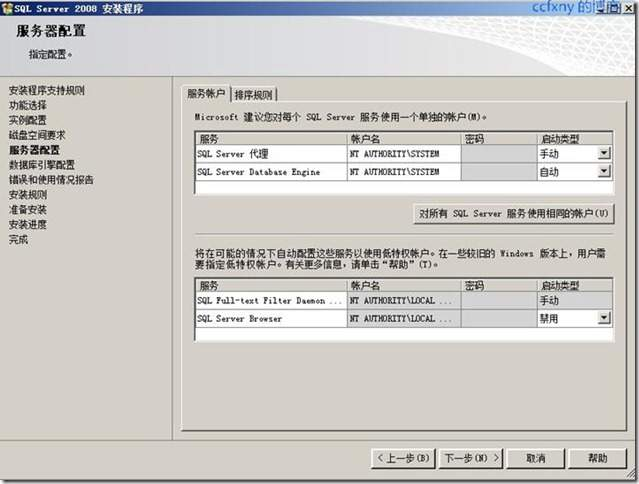 SQL Server 2008 安装程序
ccfxny 的博
服务器配置
指定配置。
安装程序支持规则
功能选择
实例配置
磁盘空间要求
服务器配置
数据库引擎配置
错误和使用情况报告
安装规则
准备安装
安装进度
完成
服务帐户 排序规则
Microsoft 建议您对每个 SQL Server 服务使用一个单独的帐户(M)。
服务 帐户名 密码 启动类型
SQL Server 代理 NT AUTHORITY\SYSTEM 手动
SQL Server Database Engine NT AUTHORITY\SYSTEM 自动
对所有 SQL Server 服务使用相同的帐户(U)
将在可能的情况下自动配置这些服务以使用低特权帐户。在一些较旧的 Windows 版本上，用户需
要指定低特权帐户。有关更多信息，请单击“帮助”(T)。
服务 帐户名 密码 启动类型
SQL Full-text Filter Daemon ... NT AUTHORITY\LOCAL ... 手动
SQL Server Browser NT AUTHORITY\LOCAL ... 禁用
< 上一步(B) 下一步(N) > 取消 帮助